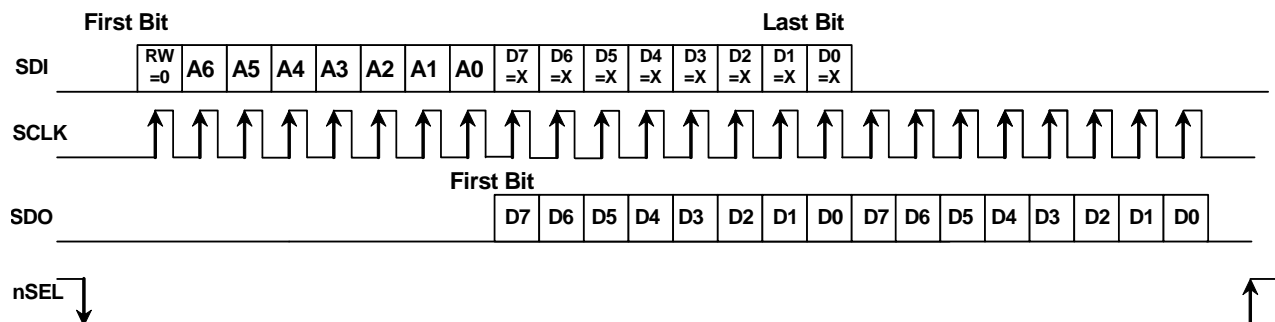 First Bit Last Bit
SDI RW =0 A6 A5 A4 A3 A2 A1 A0 D7 =X D6 =X D5 =X D4 =X D3 =X D2 =X D1 =X D0 =X
SCLK
First Bit
SDO D7 D6 D5 D4 D3 D2 D1 D0 D7 D6 D5 D4 D3 D2 D1 D0
nSEL